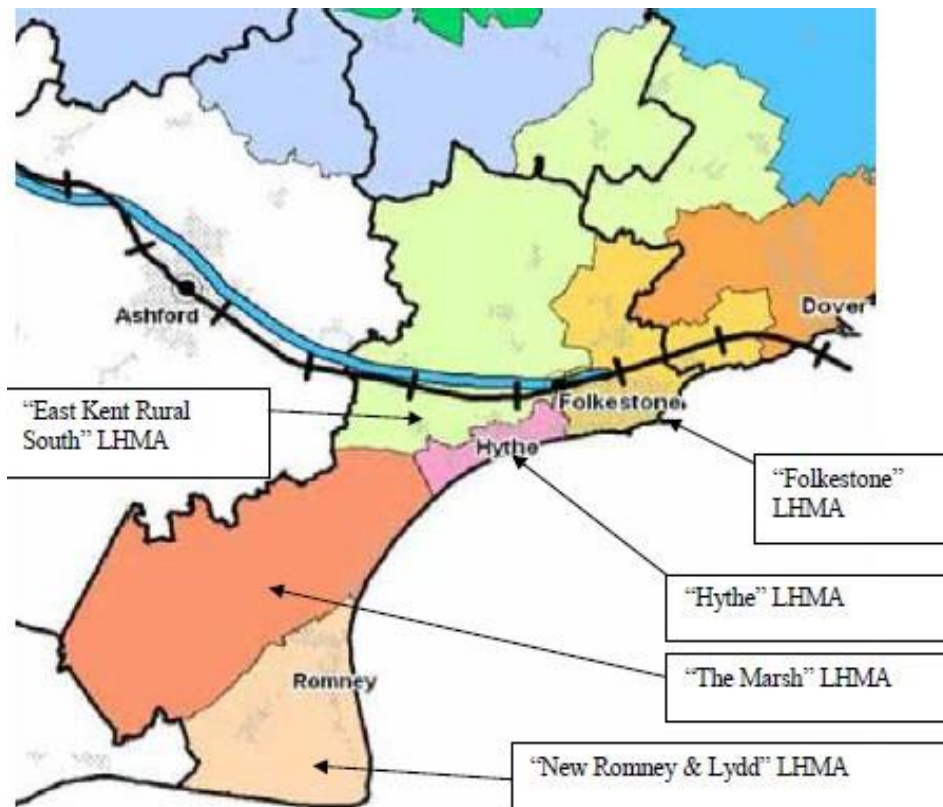 Ashford
Dover
“East Kent Rural
South” LHMA
Folkestone
Hythe
“Folkestone”
LHMA
“Hythe” LHMA
“The Marsh” LHMA
Romney
“New Romney & Lydd” LHMA